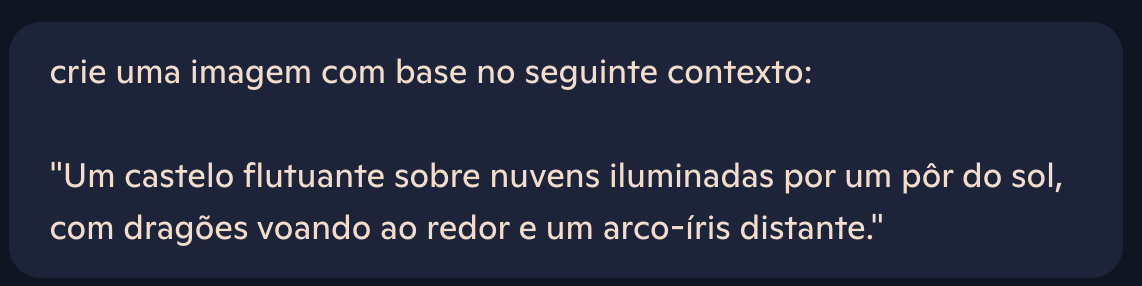 crie uma imagem com base no seguinte contexto:
"Um castelo flutuante sobre nuvens iluminadas por um pôr do sol,
com dragões voando ao redor e um arco-íris distante."